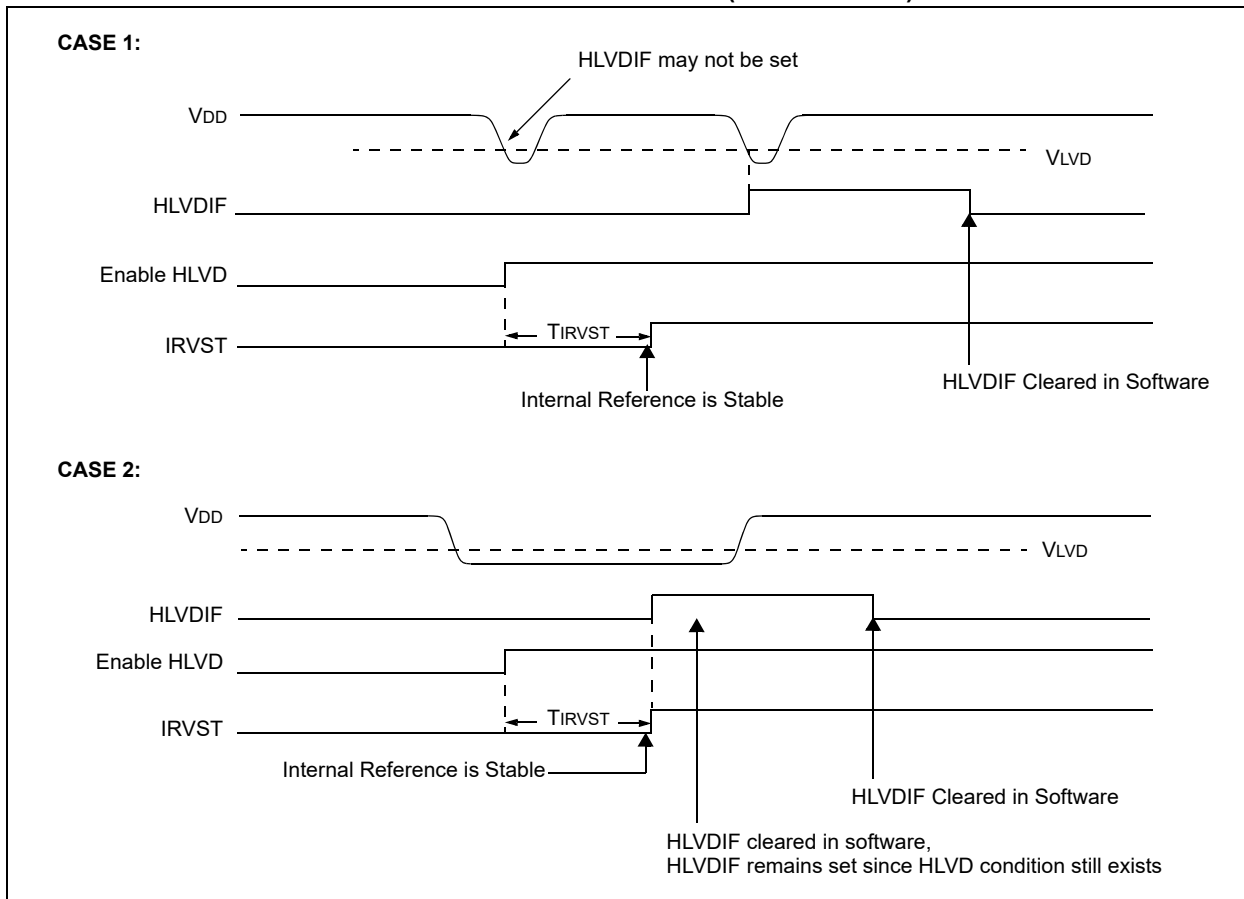 CASE 1:
HLVDIF may not be set
VDD
VLVD
HLVDIF
Enable HLVD
TIRVST
IRVST
HLVDIF Cleared in Software
Internal Reference is Stable
CASE 2:
VDD
VLVD
HLVDIF
Enable HLVD
TIRVST
IRVST
Internal Reference is Stable
HLVDIF Cleared in Software
HLVDIF cleared in software,
HLVDIF remains set since HLVD condition still exists